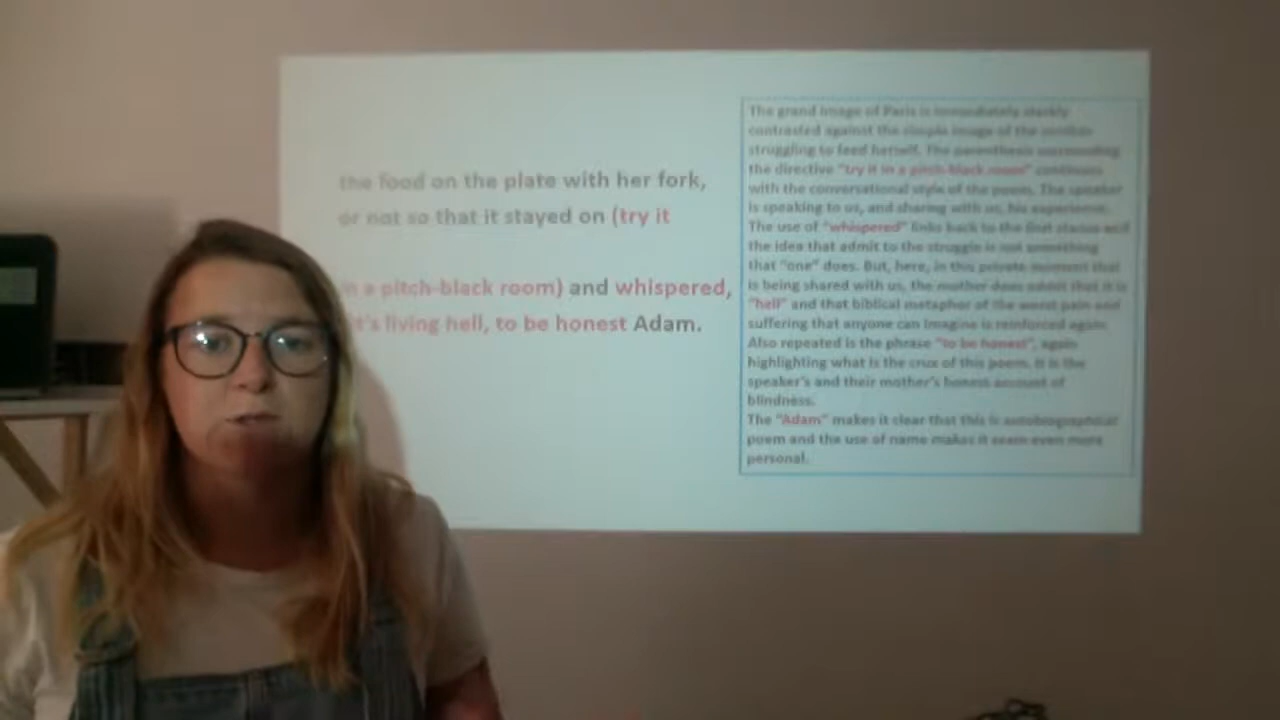 the food on the plate with her fork,
or not so that it stayed on (try it
in a pitch-black room) and whispered,
it's living hell, to be honest Adam.
The grand image of Paris is immediately starkly
contrasted against the simple image of the zombie
struggling to feed herself. The parenthesis surrounding
the directive "try it in a pitch-black room" continues
with the conversational style of the poem. The speaker
is speaking to us, and sharing with us, his experience.
The use of "whispered" links back to the first stanza and
the idea that admit to the struggle is not something
that "one" does. But, here, in this private moment that
is being shared with us, the mother does admit that it is
"hell" and that biblical metaphor of the worst pain and
suffering that anyone can imagine is reinforced again.
Also repeated is the phrase "to be honest", again
highlighting what is the crux of this poem. It is the
speaker's and their mother's honest account of
blindness.
The "Adam" makes it clear that this is autobiographical
poem and the use of name makes it seem even more
personal.